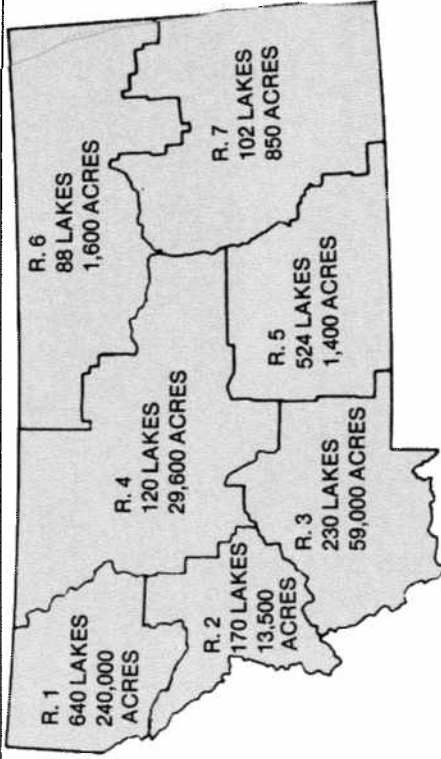 R. 1
640 LAKES
240,000
ACRES
R. 2
170 LAKES
13,500
ACRES
R. 3
230 LAKES
59,000 ACRES
R. 4
120 LAKES
29,600 ACRES
R. 5
524 LAKES
1,400 ACRES
R. 6
88 LAKES
1,600 ACRES
R. 7
102 LAKES
850 ACRES